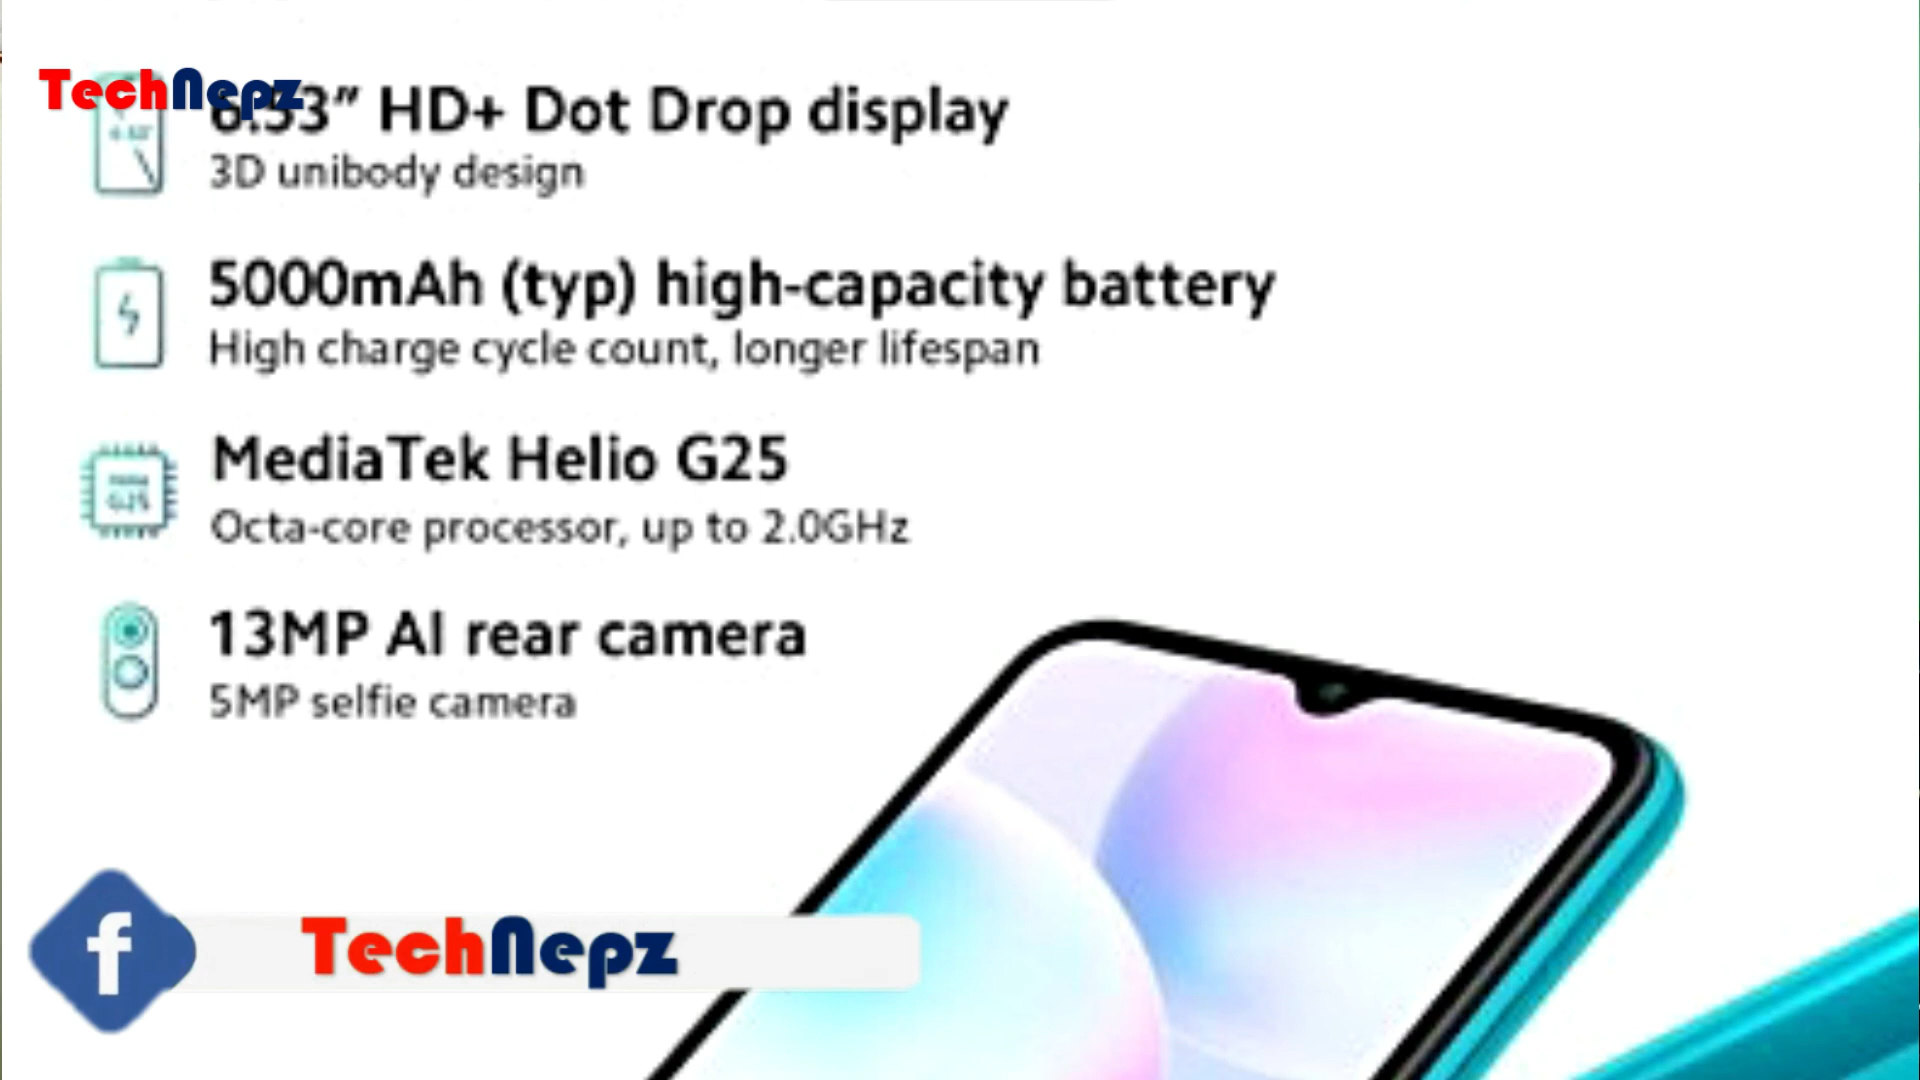 TechNepz
6.53” HD+ Dot Drop display
3D unibody design
5000mAh (typ) high-capacity battery
High charge cycle count, longer lifespan
MediaTek Helio G25
G25
Octa-core processor, up to 2.0GHz
13MP AI rear camera
5MP selfie camera
f TechNepz